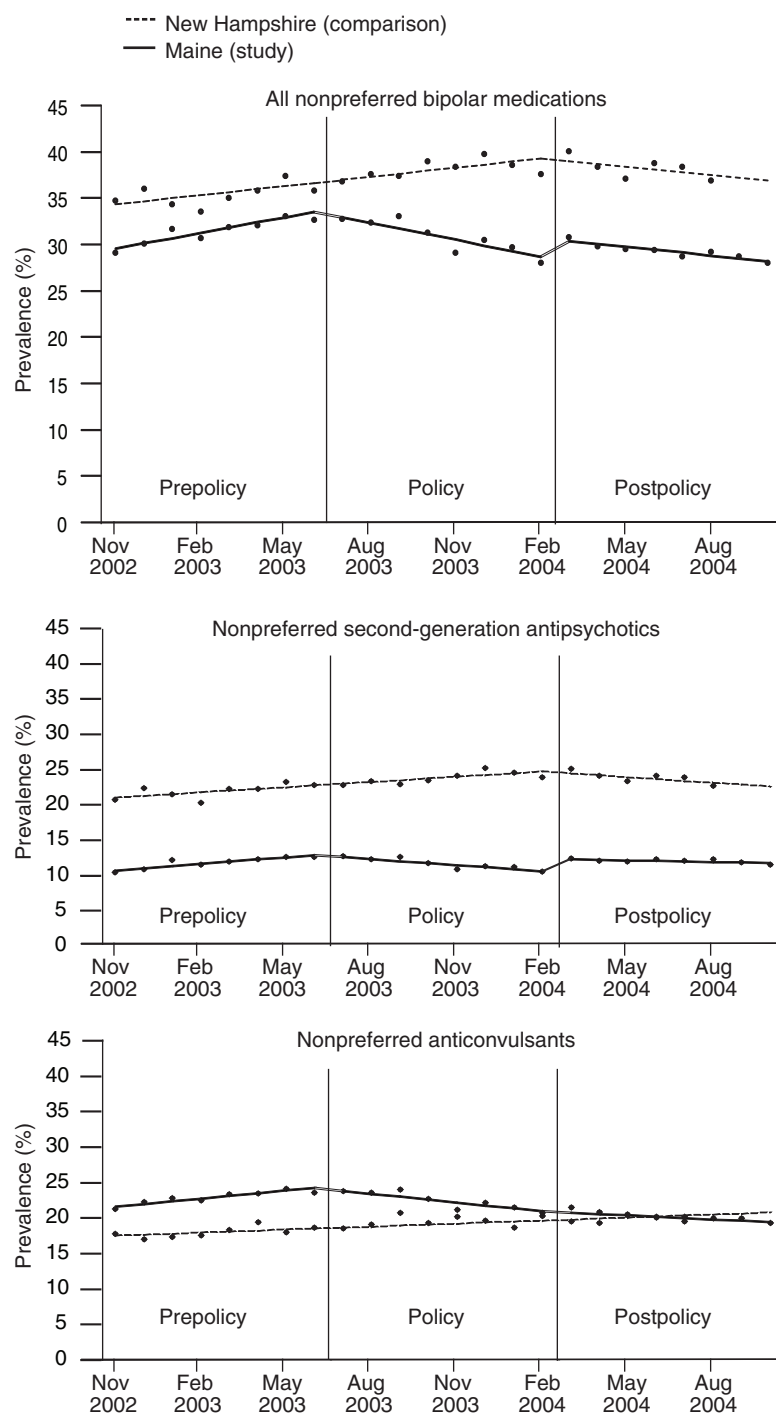 New Hampshire (comparison)
Maine (study)
All nonpreferred bipolar medications
Prevalence (%)
45
40
35
30
25
20
15
10
5
0
Prepolicy Policy Postpolicy
Nov Feb May Aug Nov Feb May Aug
2002 2003 2003 2003 2003 2004 2004 2004
Nonpreferred second-generation antipsychotics
Prevalence (%)
45
40
35
30
25
20
15
10
5
0
Prepolicy Policy Postpolicy
Nov Feb May Aug Nov Feb May Aug
2002 2003 2003 2003 2003 2004 2004 2004
Nonpreferred anticonvulsants
Prevalence (%)
45
40
35
30
25
20
15
10
5
0
Prepolicy Policy Postpolicy
Nov Feb May Aug Nov Feb May Aug
2002 2003 2003 2003 2003 2004 2004 2004